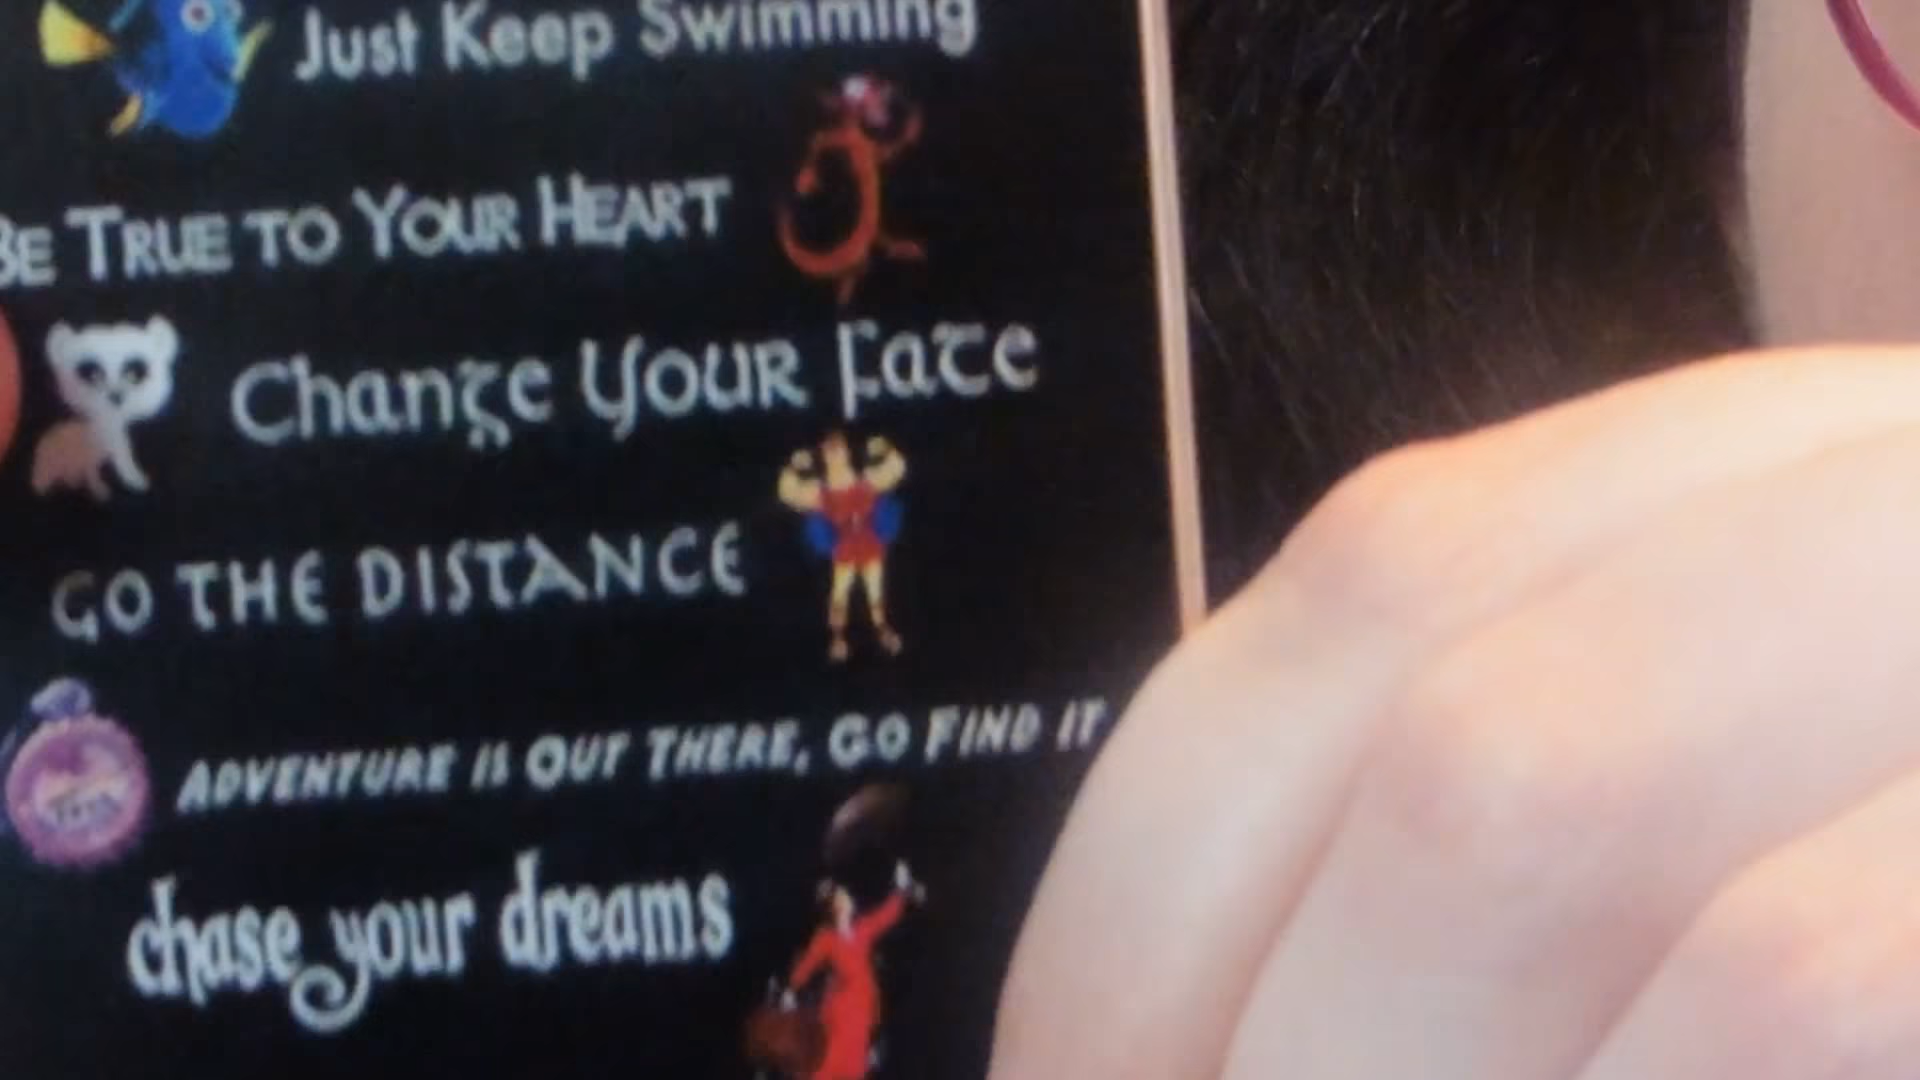 Just Keep Swimming
BE TRUE TO YOUR HEART
Change YOUR Fate
GO THE DISTANCE
ADVENTURE IS OUT THERE, GO FIND IT
chase your dreams